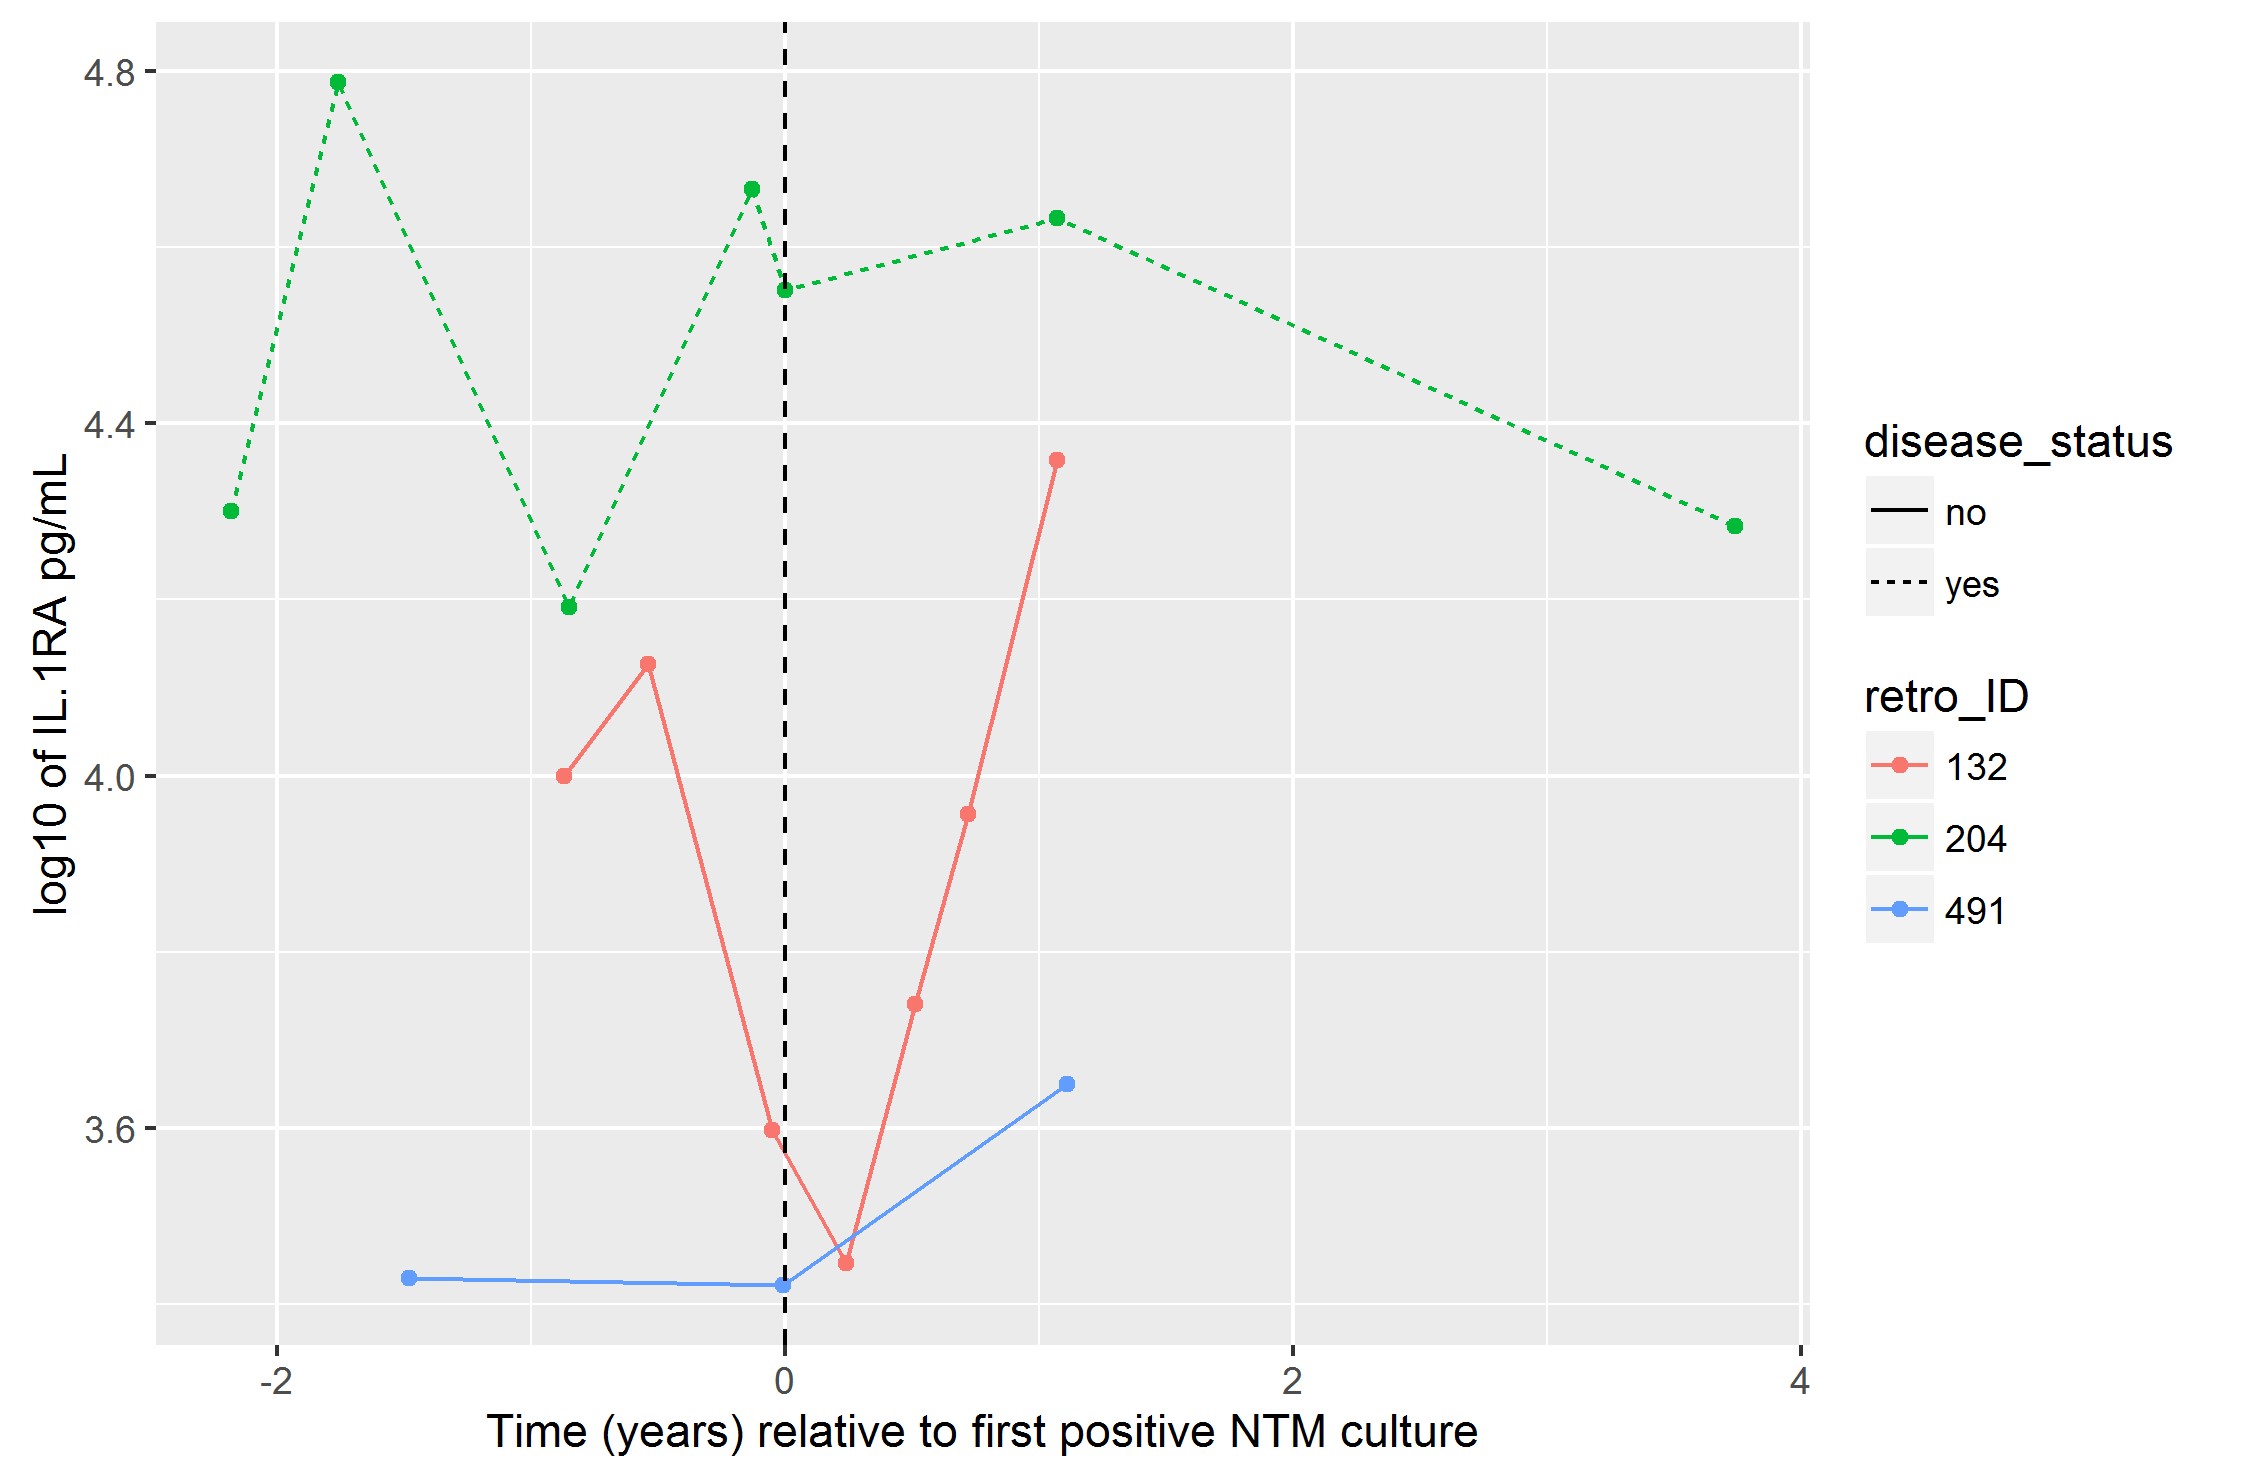 4.8
4.4
4.0
3.6
log10 of IL.1RA pg/mL
-2
0
2
4
Time (years) relative to first positive NTM culture
disease_status
no
yes
retro_ID
132
204
491